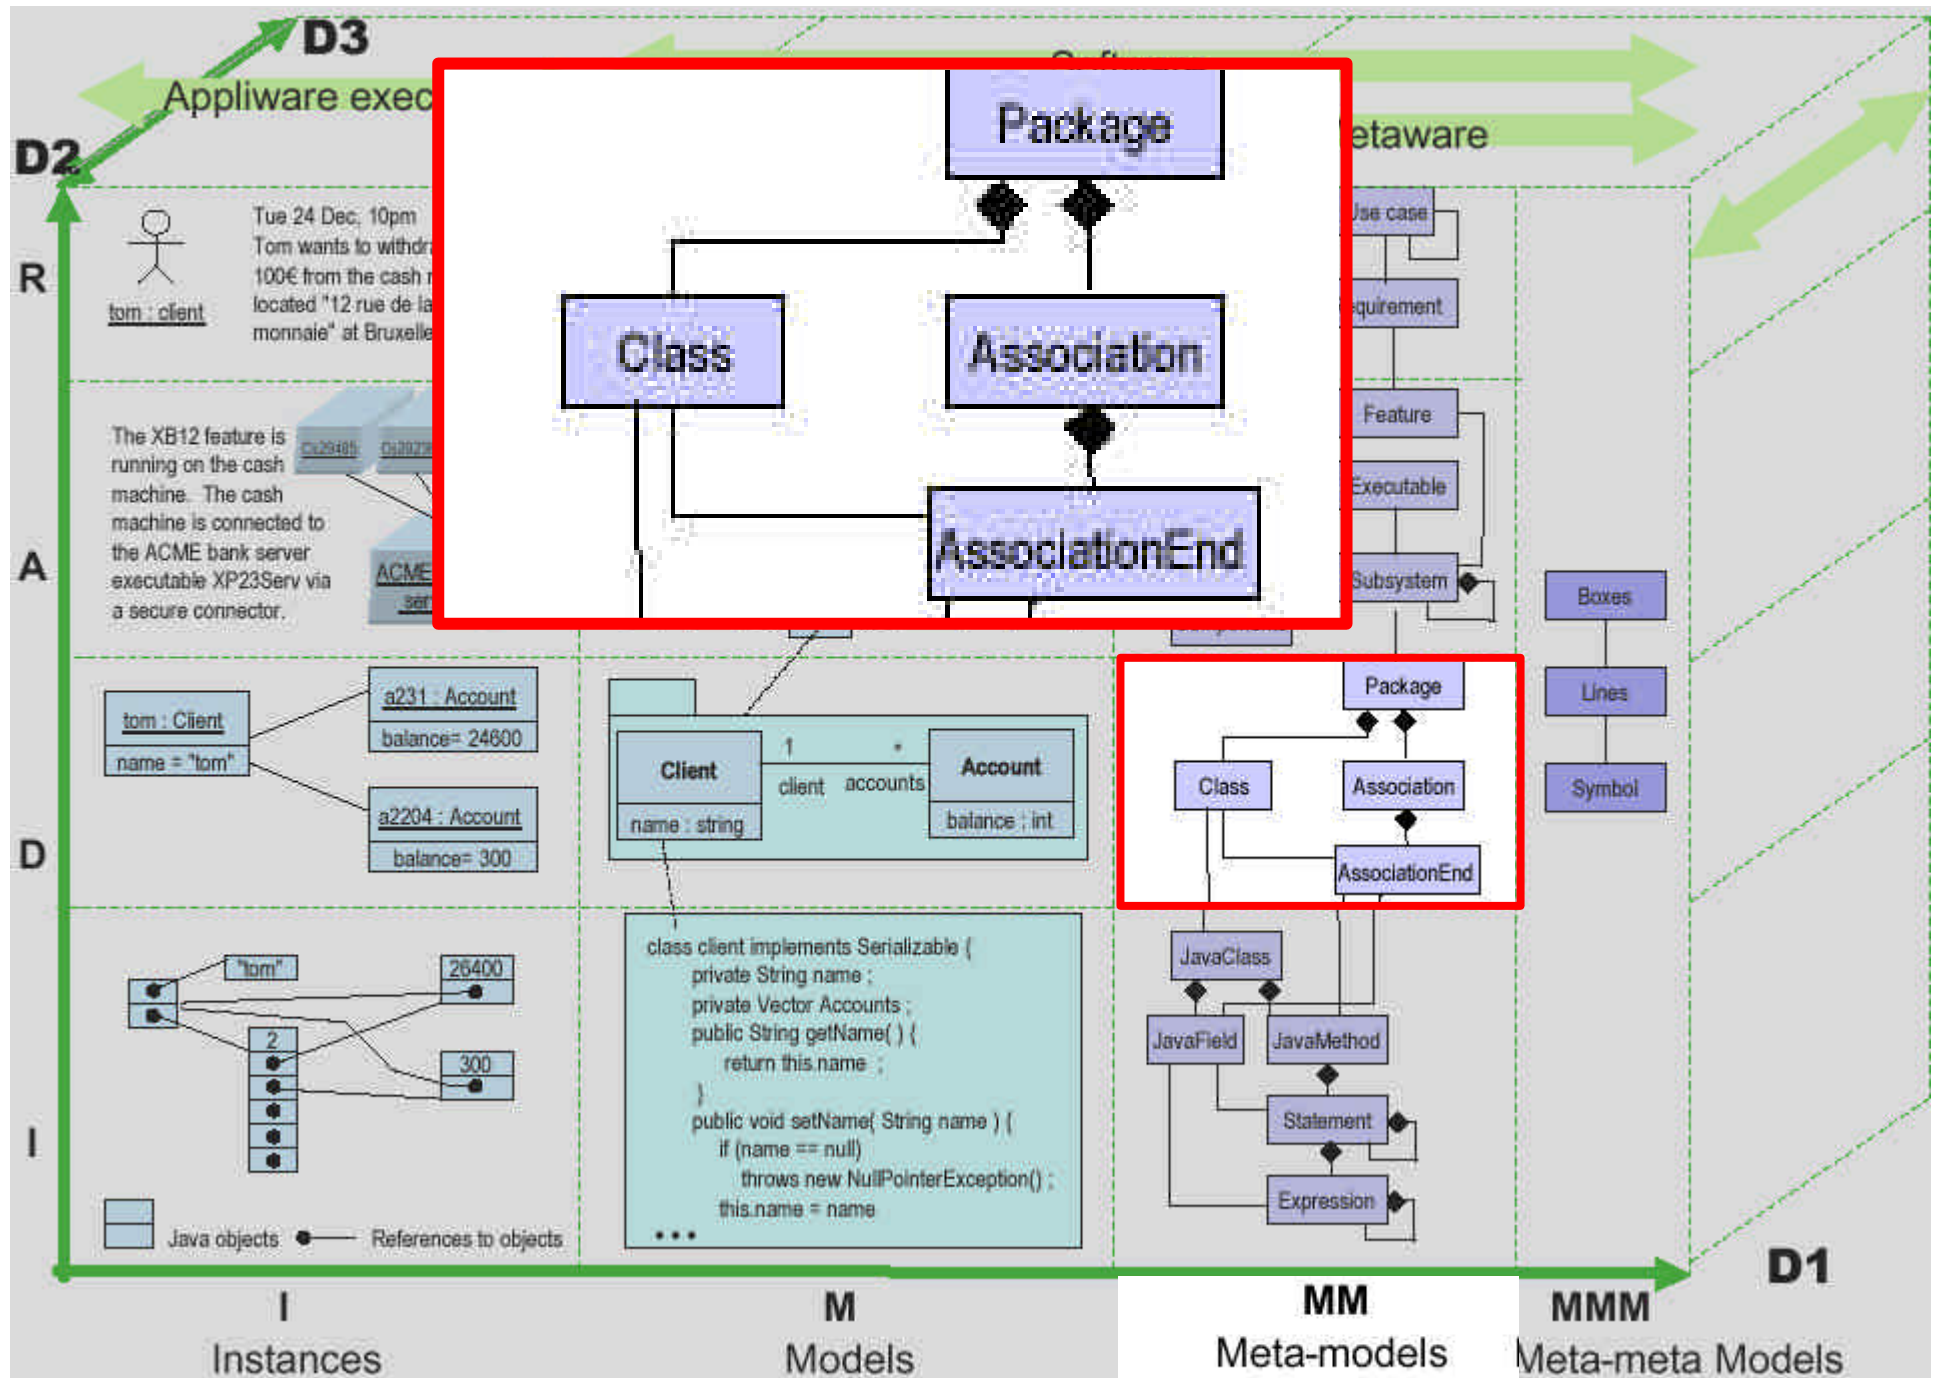 D3
Appliware exec
D2
etaware
Package
Class
Association
AssociationEnd
R
tom : client
Tue 24 Dec, 10pm
Tom wants to withdra
100€ from the cash
located "12 rue de la
monnaie" at Bruxelle
Use case
equirement
A
The XB12 feature is
running on the cash
machine. The cash
machine is connected to
the ACME bank server
executable XP23Serv via
a secure connector.
ACME
ser
Feature
Executable
Subsystem
Boxes
Lines
Symbol
D
tom : Client
name = "tom"
a231 : Account
balance= 24600
a2204 : Account
balance= 300
Client
name : string
1
*
client
accounts
Account
balance : int
Package
Class
Association
AssociationEnd
I
"tom"
26400
2
300
Java objects
References to objects
class client implements Serializable {
private String name ;
private Vector Accounts ;
public String getName( ) {
return this.name ;
}
public void setName( String name ) {
if (name == null)
throws new NullPointerException() ;
this.name = name
• • •
JavaClass
JavaField
JavaMethod
Statement
Expression
D1
I
M
MM
MMM
Instances
Models
Meta-models
Meta-meta Models